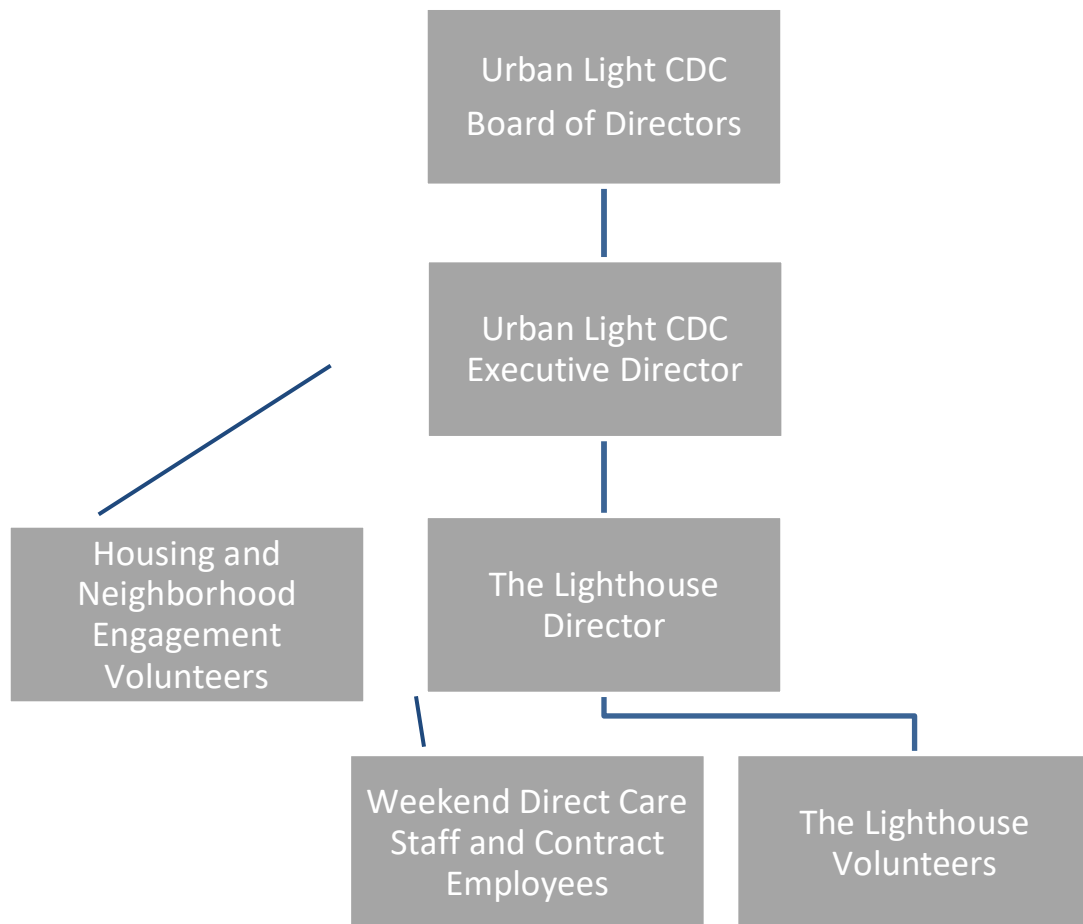 Urban Light CDC
Board of Directors
Urban Light CDC
Executive Director
Housing and
Neighborhood
Engagement
Volunteers
The Lighthouse
Director
Weekend Direct Care
Staff and Contract
Employees
The Lighthouse
Volunteers